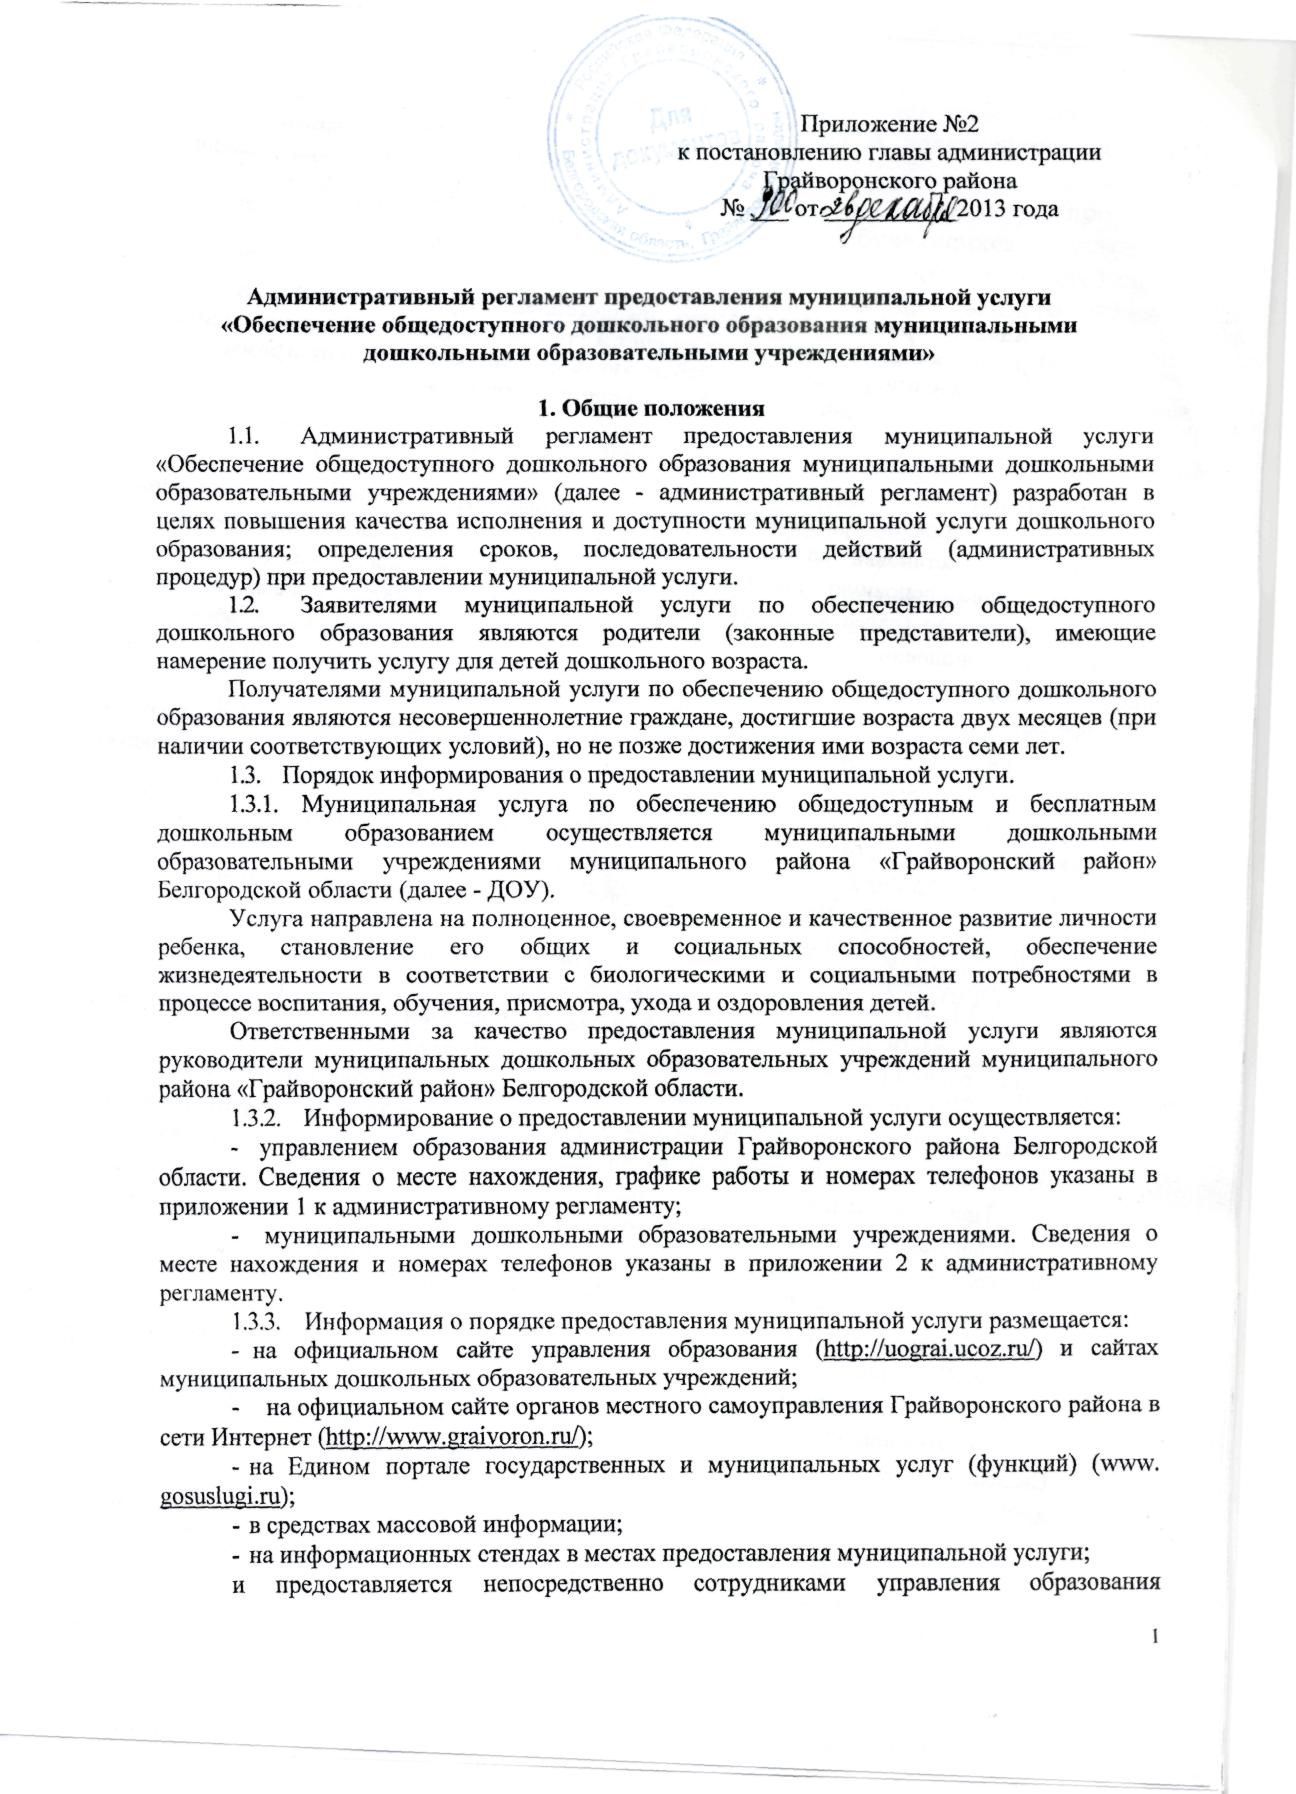 Российская Федерация
Администрация Грайворонского района
Белгородская область, 
Для
документов
Приложение №2
к постановлению главы администрации
Грайворонского района
№ 900 от 26 декабря 2013 года
Административный регламент предоставления муниципальной услуги
«Обеспечение общедоступного дошкольного образования муниципальными
дошкольными образовательными учреждениями»
1. Общие положения
1.1. Административный регламент предоставления муниципальной услуги
«Обеспечение общедоступного дошкольного образования муниципальными дошкольными
образовательными учреждениями» (далее - административный регламент) разработан в
целях повышения качества исполнения и доступности муниципальной услуги дошкольного
образования; определения сроков, последовательности действий (административных
процедур) при предоставлении муниципальной услуги.
1.2. Заявителями муниципальной услуги по обеспечению общедоступного
дошкольного образования являются родители (законные представители), имеющие
намерение получить услугу для детей дошкольного возраста.
Получателями муниципальной услуги по обеспечению общедоступного дошкольного
образования являются несовершеннолетние граждане, достигшие возраста двух месяцев (при
наличии соответствующих условий), но не позже достижения ими возраста семи лет.
1.3. Порядок информирования о предоставлении муниципальной услуги.
1.3.1. Муниципальная услуга по обеспечению общедоступным и бесплатным
дошкольным образованием осуществляется муниципальными дошкольными
образовательными учреждениями муниципального района «Грайворонский район»
Белгородской области (далее - ДОУ).
Услуга направлена на полноценное, своевременное и качественное развитие личности
ребенка, становление его общих и социальных способностей, обеспечение
жизнедеятельности в соответствии с биологическими и социальными потребностями в
процессе воспитания, обучения, присмотра, ухода и оздоровления детей.
Ответственными за качество предоставления муниципальной услуги являются
руководители муниципальных дошкольных образовательных учреждений муниципального
района «Грайворонский район» Белгородской области.
1.3.2. Информирование о предоставлении муниципальной услуги осуществляется:
- управлением образования администрации Грайворонского района Белгородской
области. Сведения о месте нахождения, графике работы и номерах телефонов указаны в
приложении 1 к административному регламенту;
- муниципальными дошкольными образовательными учреждениями. Сведения о
месте нахождения и номерах телефонов указаны в приложении 2 к административному
регламенту.
1.3.3. Информация о порядке предоставления муниципальной услуги размещается:
- на официальном сайте управления образования (http://uograi.ucoz.ru/) и сайтах
муниципальных дошкольных образовательных учреждений;
- на официальном сайте органов местного самоуправления Грайворонского района в
сети Интернет (http://www.graivoron.ru/);
- на Едином портале государственных и муниципальных услуг (функций) (www.
gosuslugi.ru);
- в средствах массовой информации;
- на информационных стендах в местах предоставления муниципальной услуги;
и предоставляется непосредственно сотрудниками управления образования
1